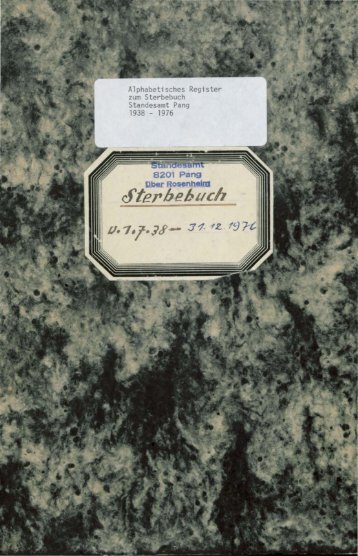 Alphabetisches Register
zum Sterbebuch
Standesamt Pang
1938 - 1976
Standesamt
8201 Pang
über Rosenheim
Sterbebuch
v. 1.7.38 — 31.12.1976